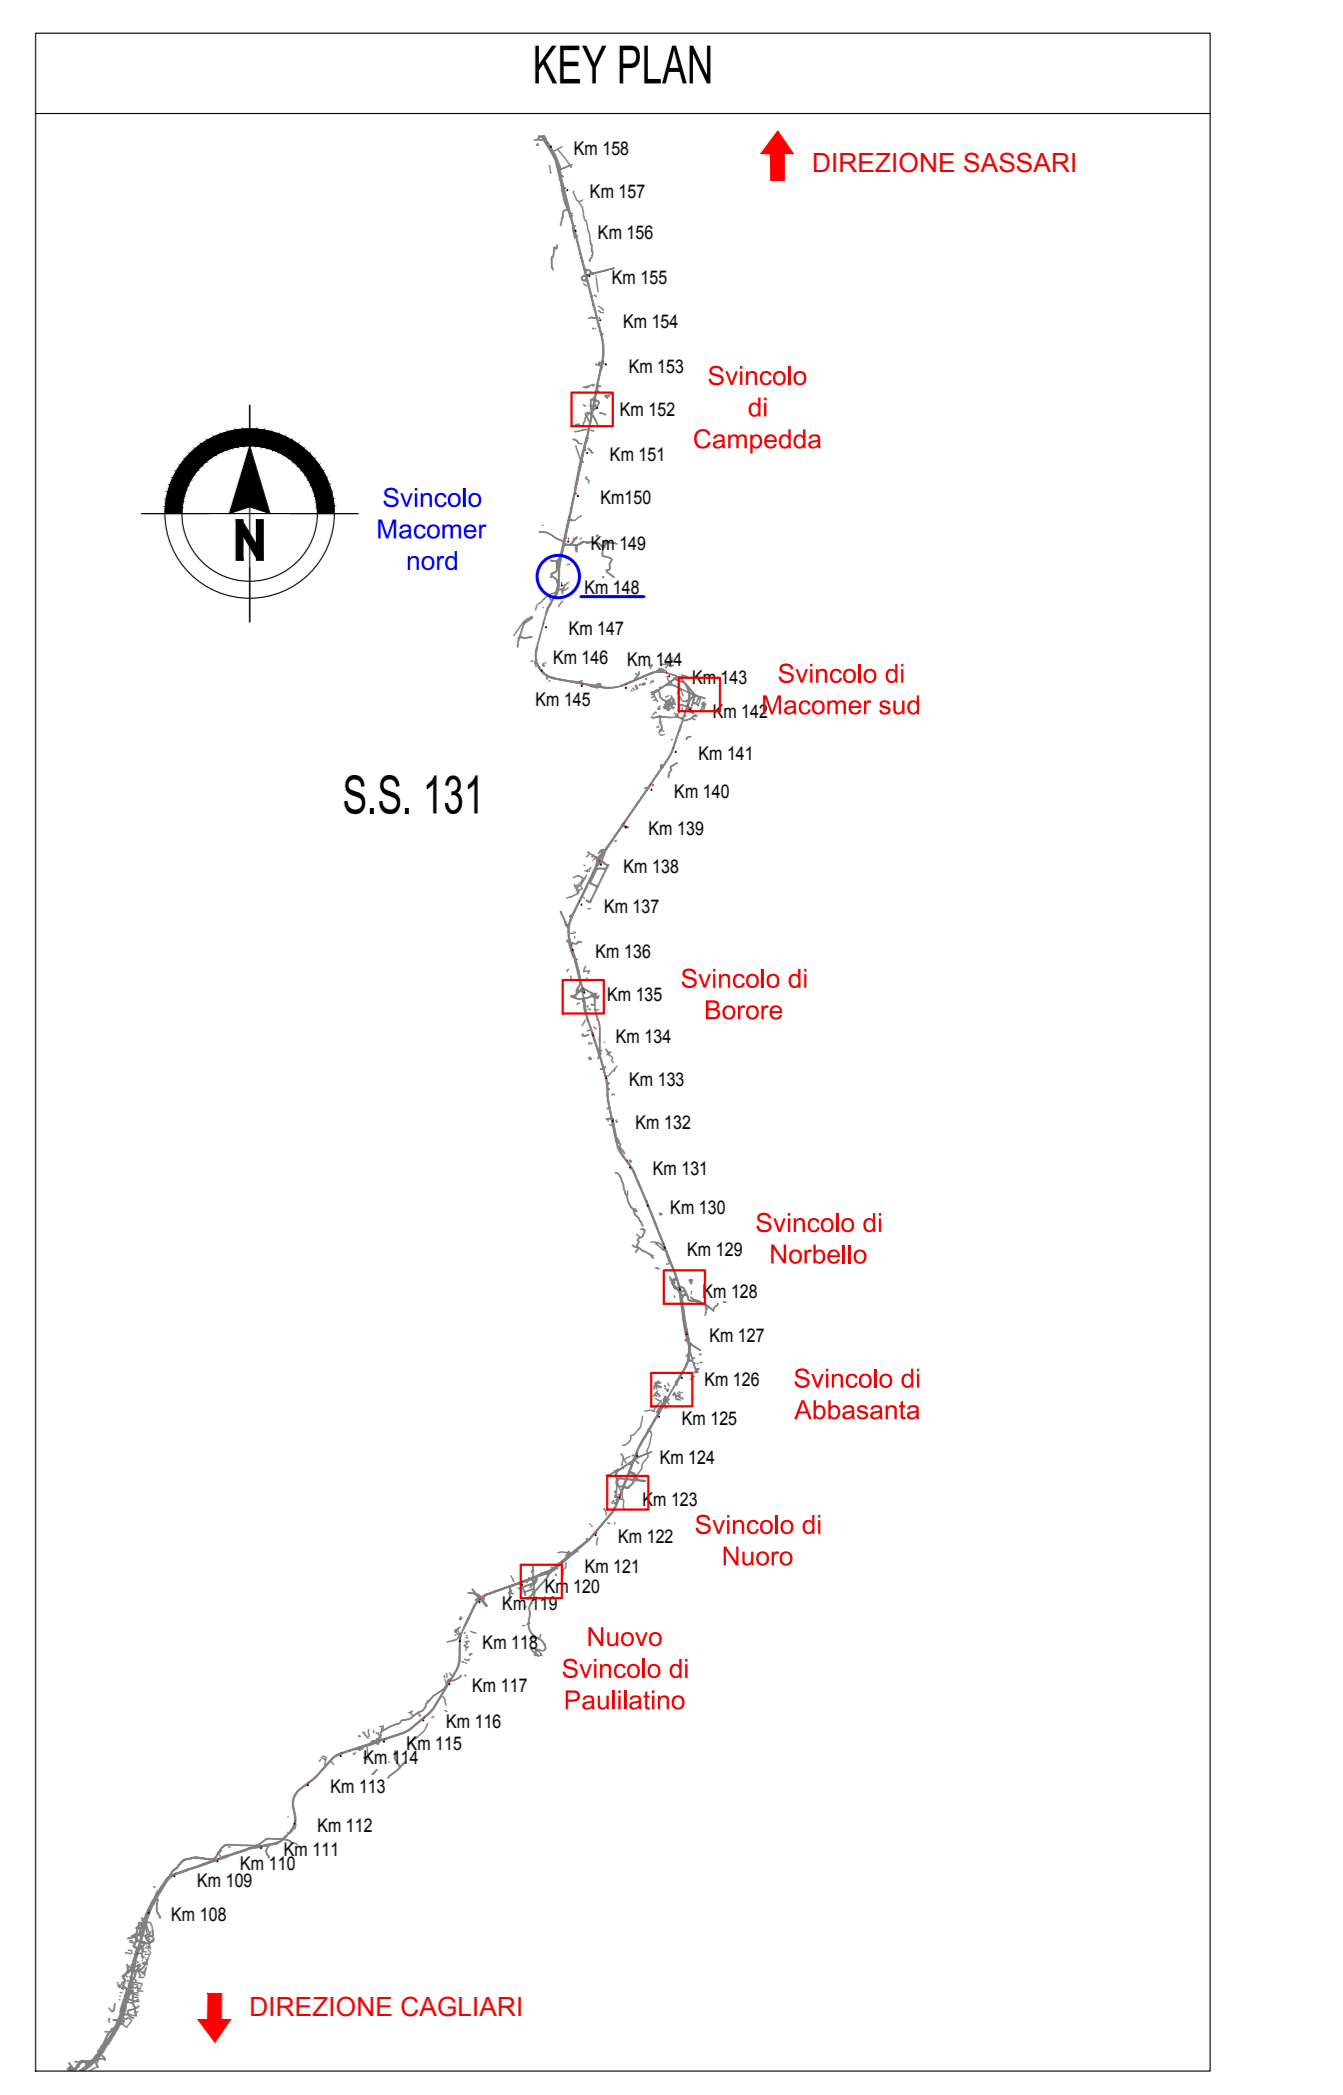 KEY PLAN
Km 158
DIREZIONE SASSARI
Km 157
Km 156
Km 155
Km 154
Km 153
Svincolo
di
Campedda
Km 152
Km 151
Km150
Svincolo
Macomer
nord
Km 149
Km 148
Km 147
Km 146
Km 144
Km 143
Km 145
Km 142
Svincolo di
Macomer sud
Km 141
S.S. 131
Km 140
Km 139
Km 138
Km 137
Km 136
Km 135
Svincolo di
Borore
Km 134
Km 133
Km 132
Km 131
Km 130
Km 129
Svincolo di
Norbello
Km 128
Km 127
Km 126
Svincolo di
Abbasanta
Km 125
Km 124
Km 123
Svincolo di
Nuoro
Km 122
Km 121
Km 120
Km 119
Nuovo
Svincolo di
Paulilatino
Km 118
Km 117
Km 116
Km 115
Km 114
Km 113
Km 112
Km 111
Km 110
Km 109
Km 108
DIREZIONE CAGLIARI
N